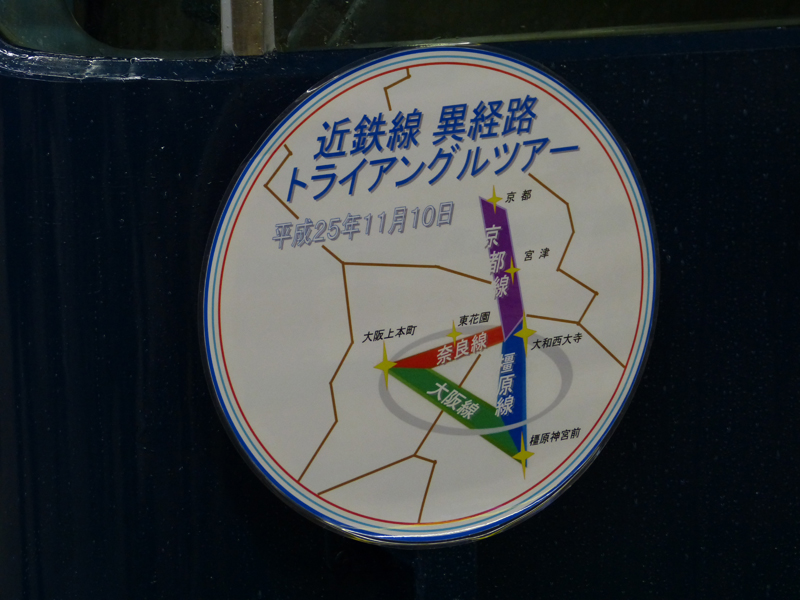 近鉄線 異経路
トライアングルツアー
平成25年11月10日
京都
京都線
宮津
東花園
大阪上本町
奈良線
大和西大寺
橿原線
大阪線
橿原神宮前